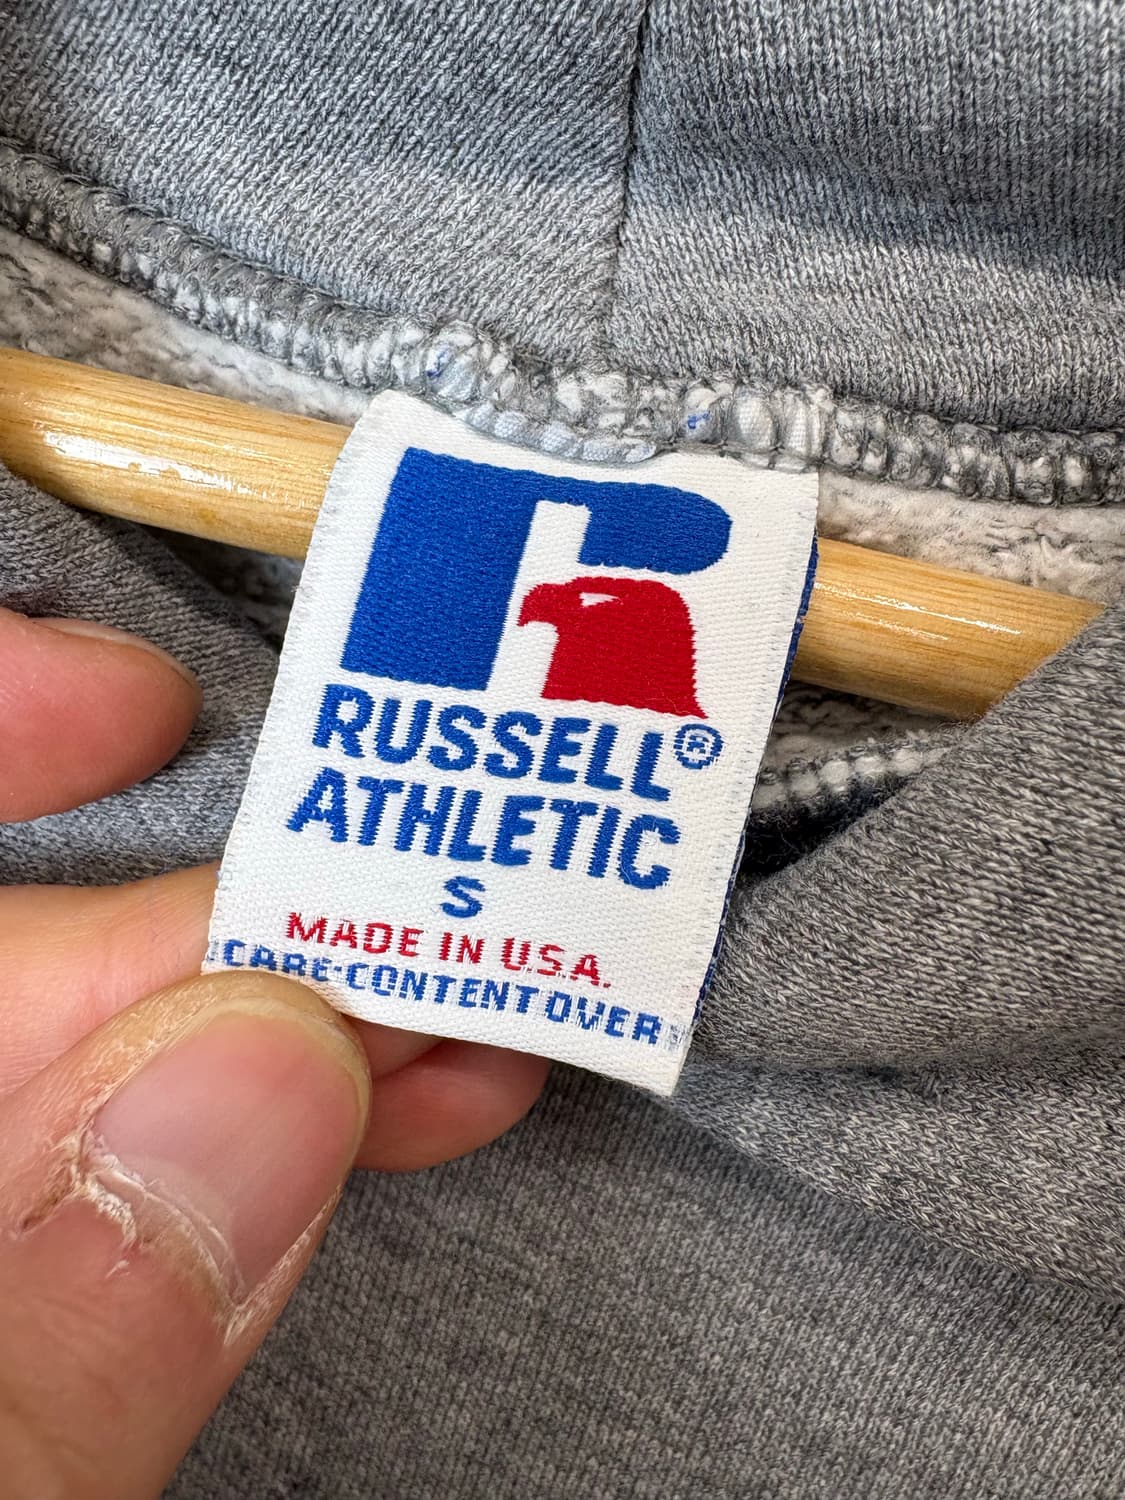 RUSSELL®
ATHLETIC
S
MADE IN U.S.A.
CARE·CONTENT OVER